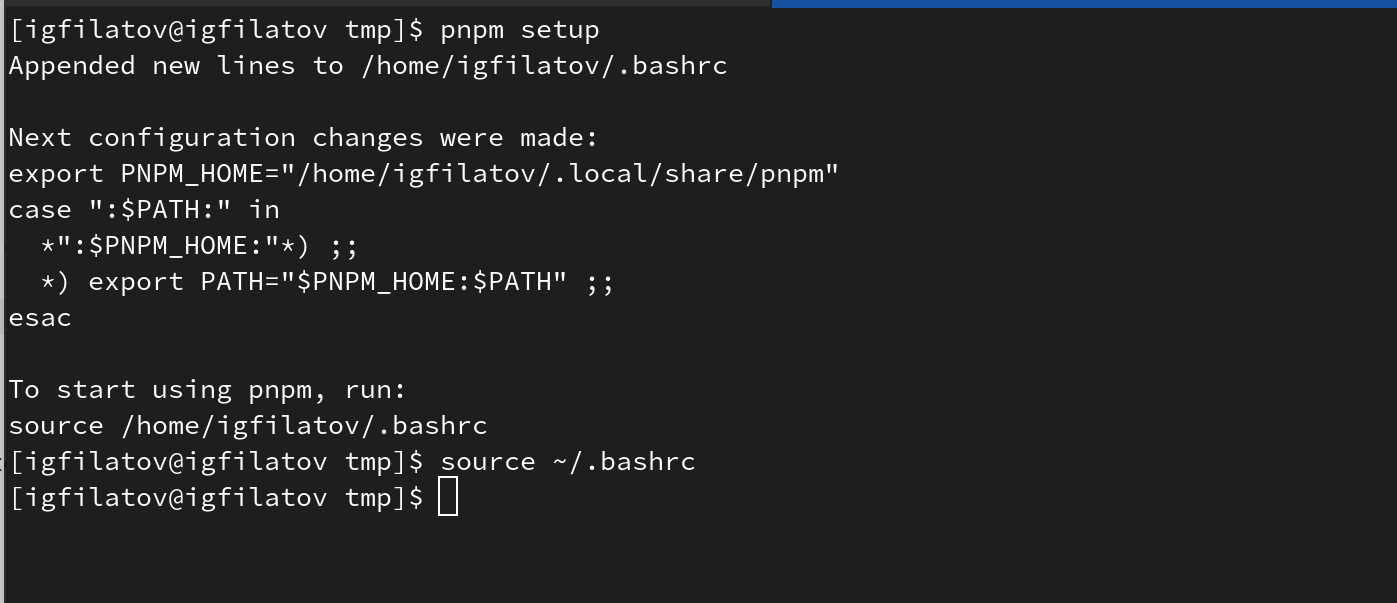 [igfilatov@igfilatov tmp]$ pnpm setup
Appended new lines to /home/igfilatov/.bashrc

Next configuration changes were made:
export PNPM_HOME="/home/igfilatov/.local/share/pnpm"
case ":$PATH:" in
  *":$PNPM_HOME:"*) ;;
  *) export PATH="$PNPM_HOME:$PATH" ;;
esac

To start using pnpm, run:
source /home/igfilatov/.bashrc
[igfilatov@igfilatov tmp]$ source ~/.bashrc
[igfilatov@igfilatov tmp]$